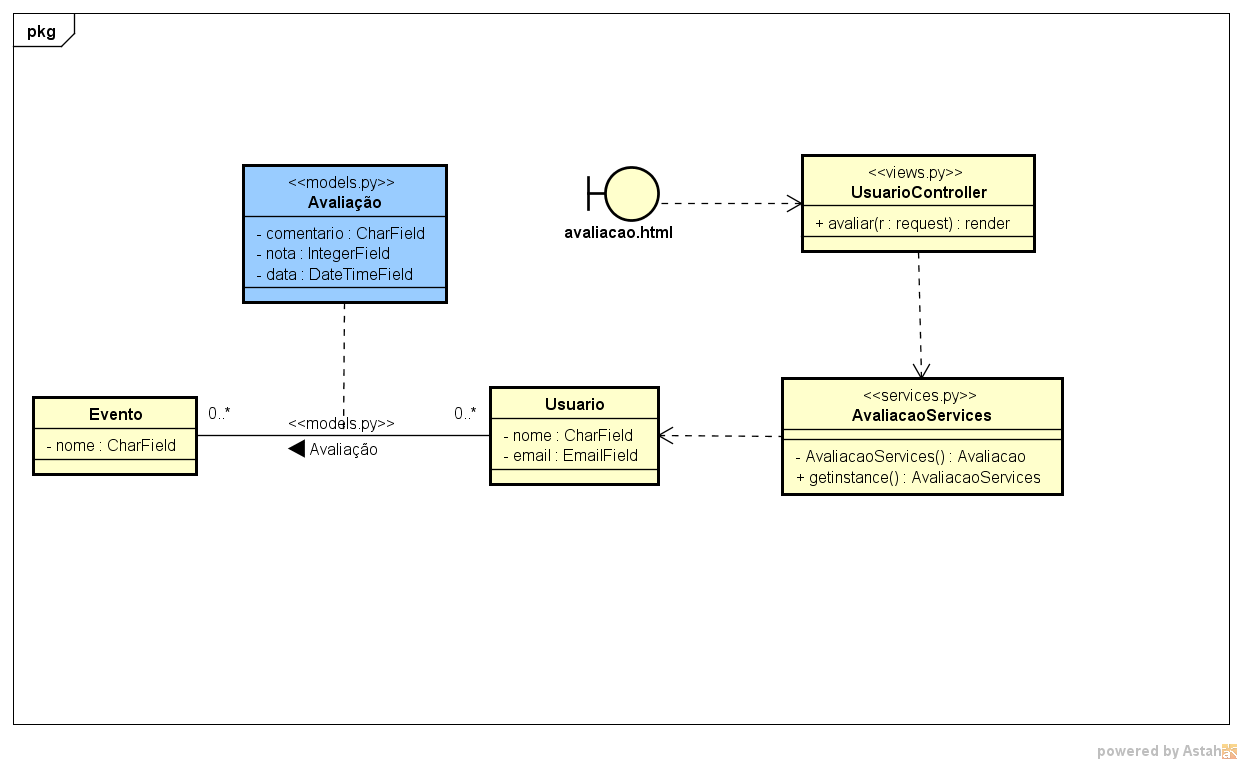 pkg
<<models.py>>
Avaliação
- comentario : CharField
- nota : IntegerField
- data : DateTimeField
avaliacao.html
<<views.py>>
UsuarioController
+ avaliar(r : request) : render
Evento
- nome : CharField
0..*
<<models.py>>
Avaliação
0..*
Usuario
- nome : CharField
- email : EmailField
<<services.py>>
AvaliacaoServices
- AvaliacaoServices() : Avaliacao
+ getinstance() : AvaliacaoServices
powered by Astah